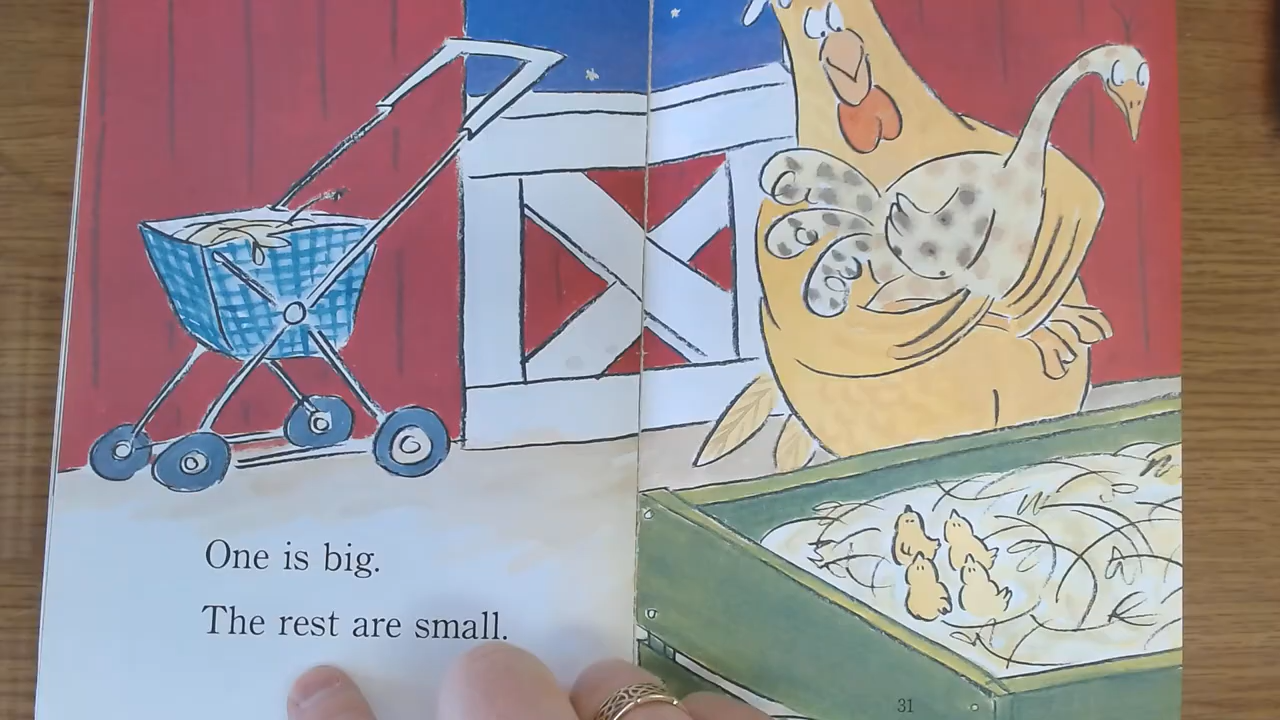 One is big.
The rest are small.
31